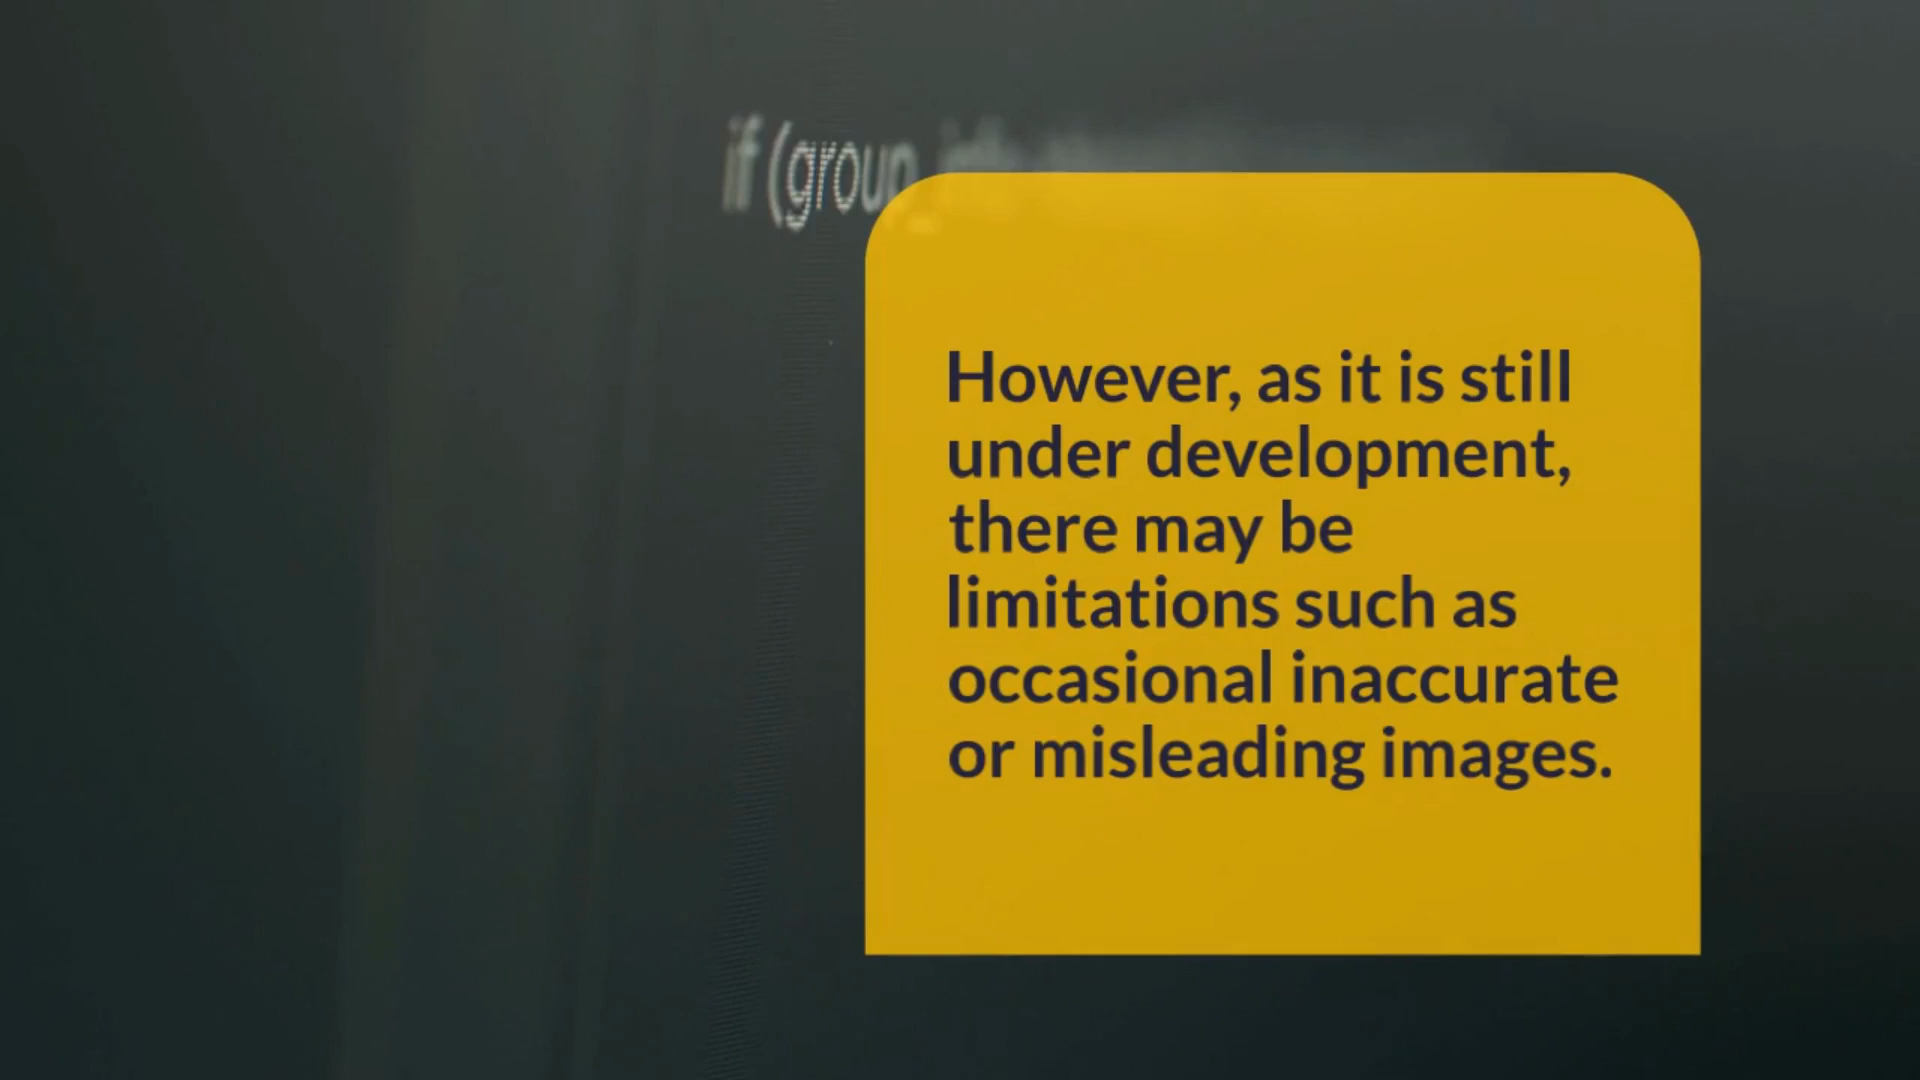 if (group
However, as it is still
under development,
there may be
limitations such as
occasional inaccurate
or misleading images.